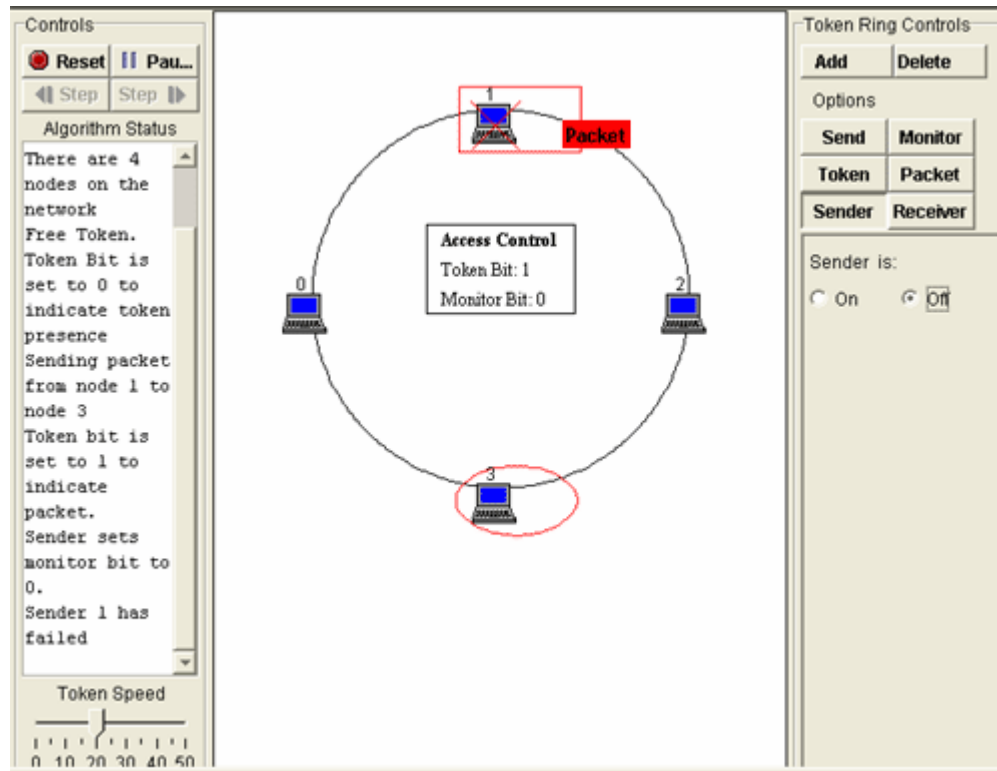 Controls
Reset
Pau...
Step
Step
Algorithm Status
There are 4
nodes on the
network
Free Token.
Token Bit is
set to 0 to
indicate token
presence
Sending packet
from node 1 to
node 3
Token bit is
set to 1 to
indicate
packet.
Sender sets
monitor bit to
0.
Sender 1 has
failed
Token Speed
0 10 20 30 40 50
1
Packet
Access Control
Token Bit: 1
Monitor Bit: 0
0
2
3
Token Ring Controls
Add
Delete
Options
Send
Monitor
Token
Packet
Sender
Receiver
Sender is:
On
Off